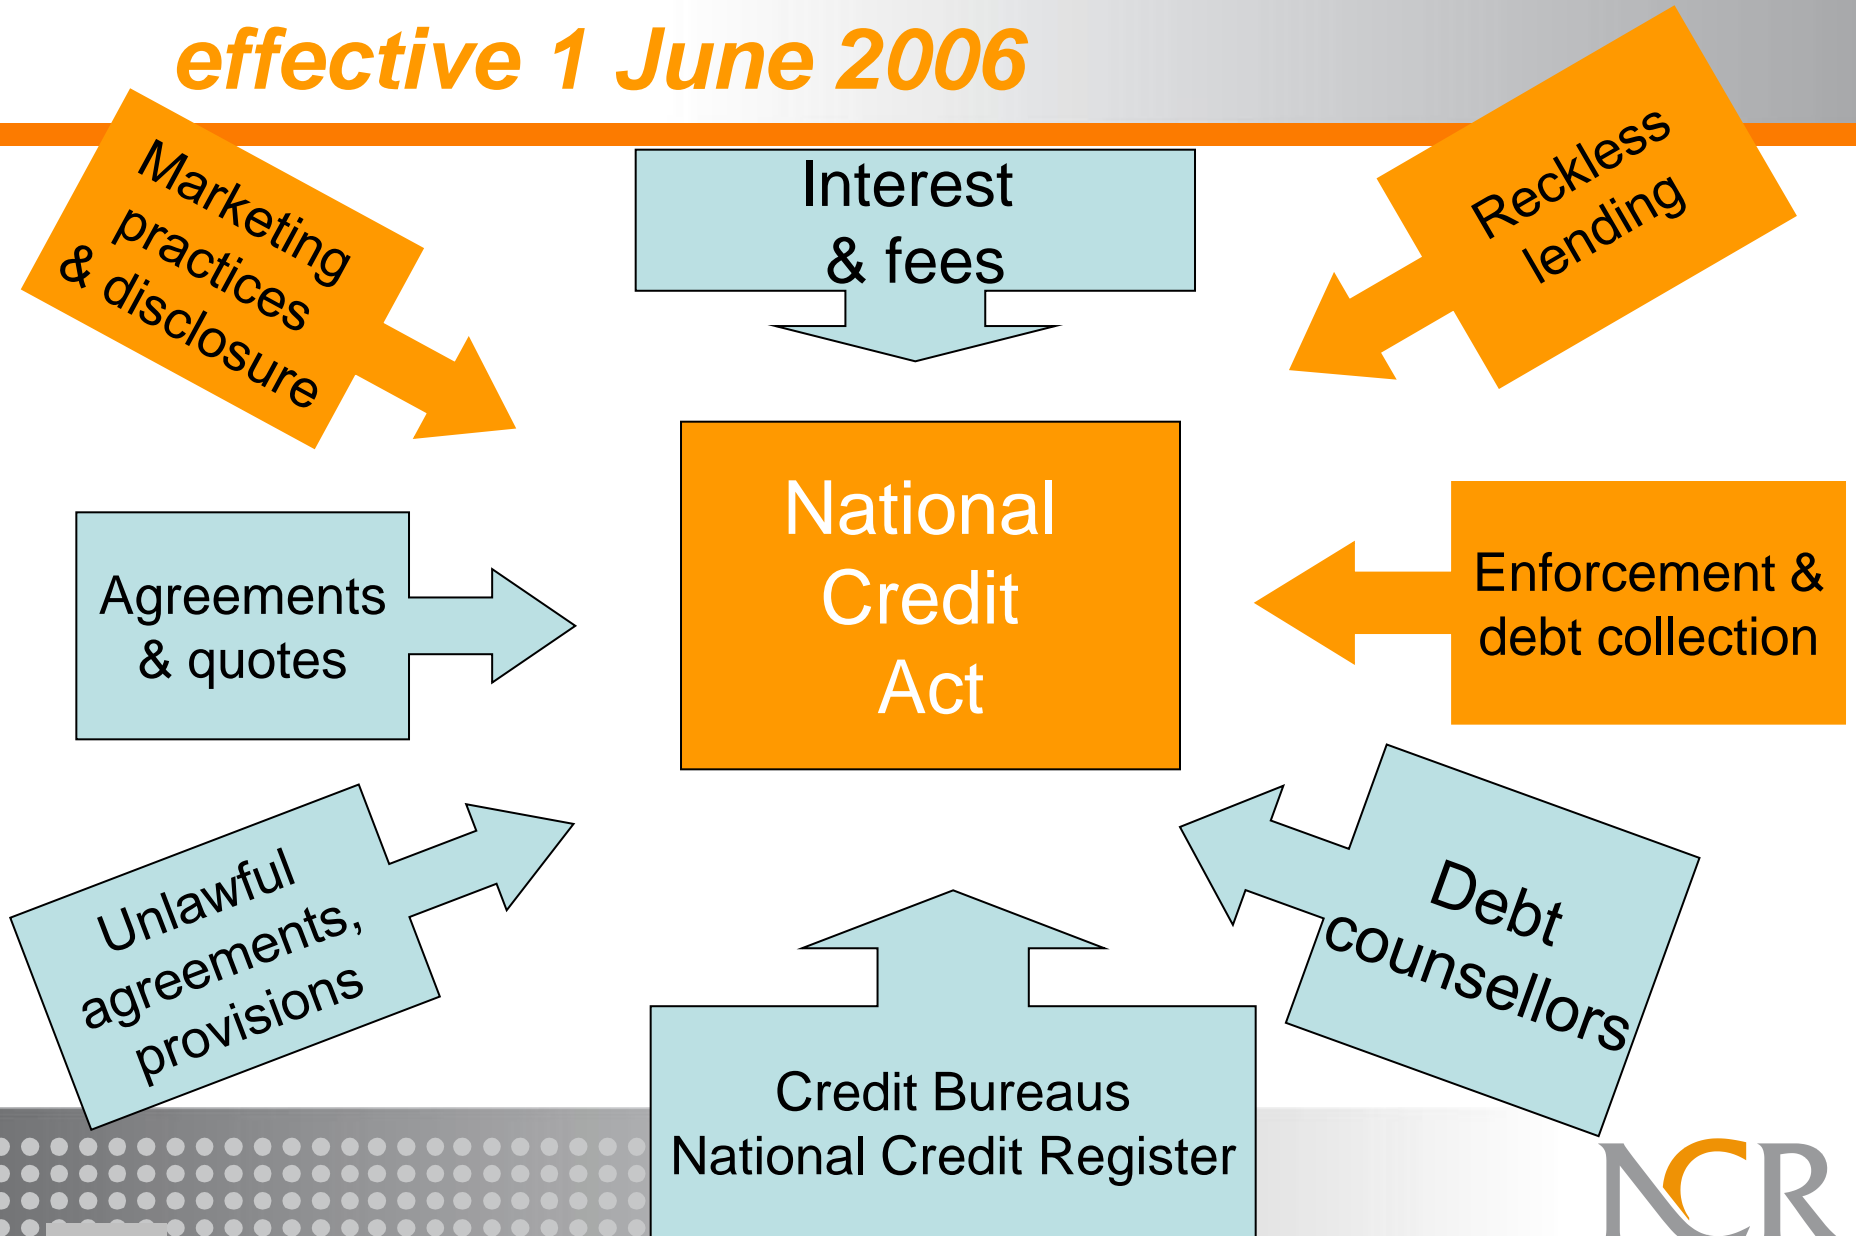 effective 1 June 2006
Marketing
practices
& disclosure
Interest
& fees
Reckless
lending
Agreements
& quotes
National
Credit
Act
Enforcement &
debt collection
Unlawful
agreements,
provisions
Debt
counsellors
Credit Bureaus
National Credit Register
NCR